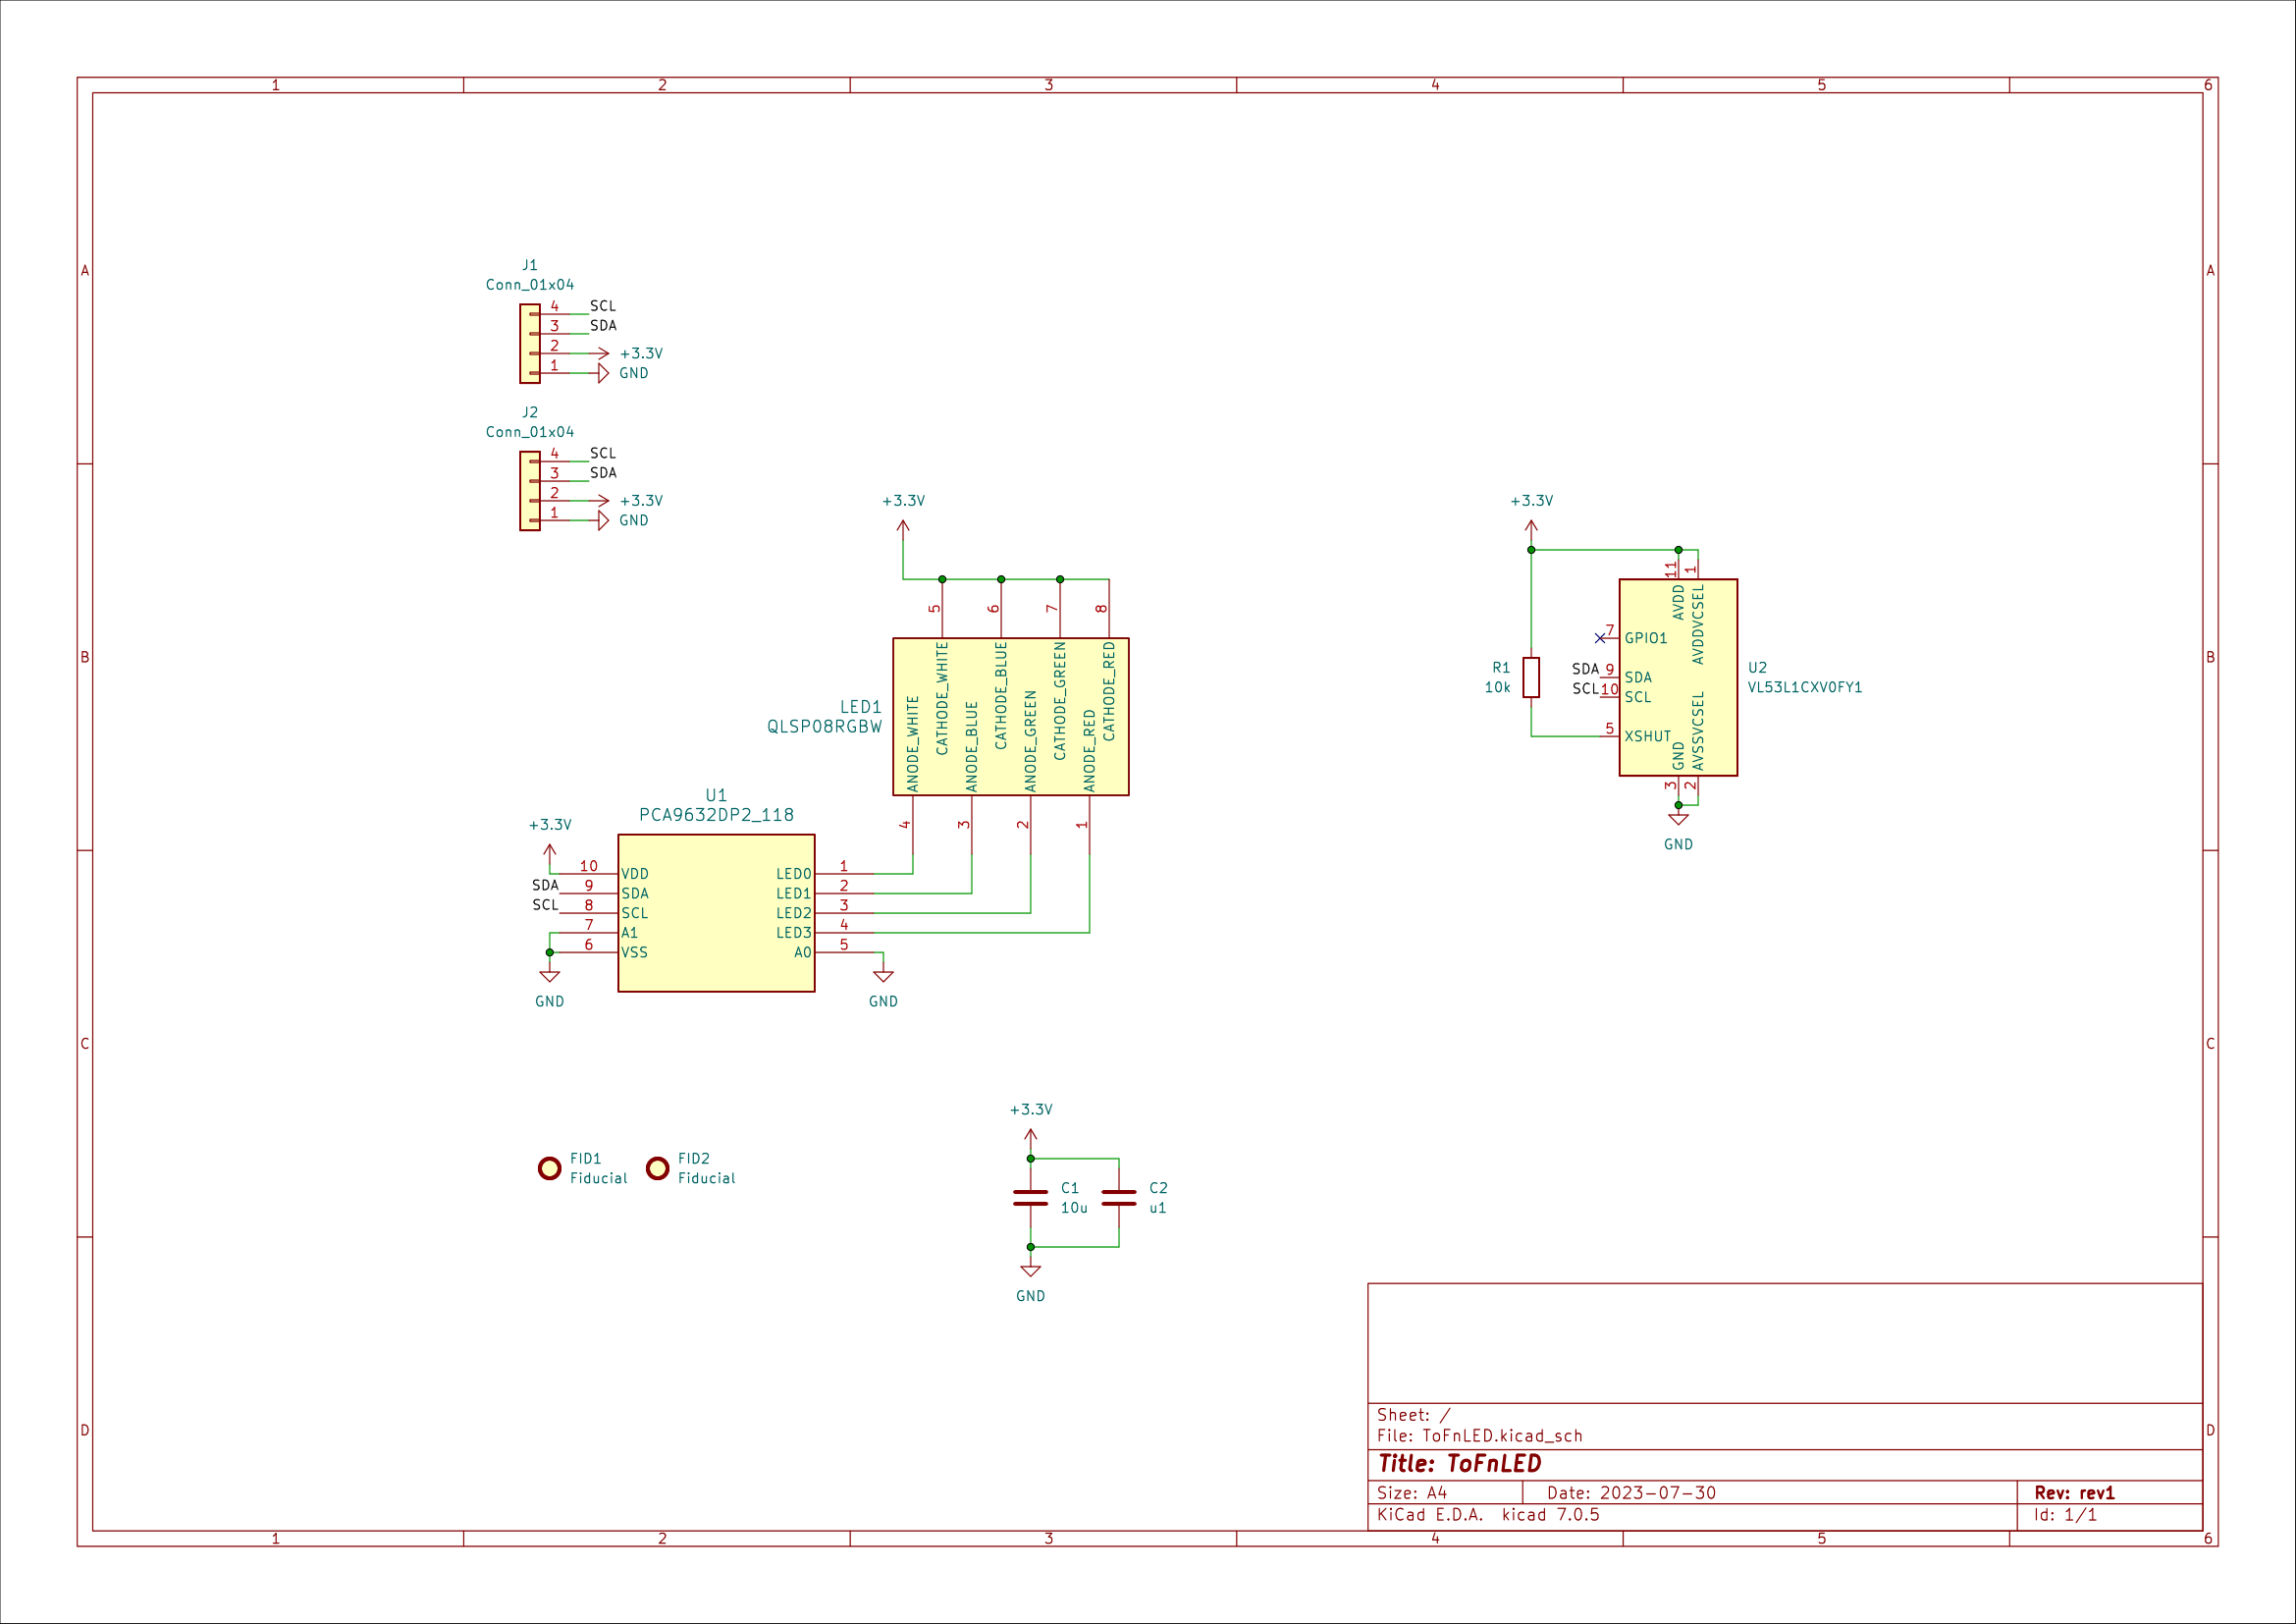 1 2 3 4 5 6
A A
J1
Conn_01x04
4 SCL
3 SDA
2 +3.3V
1 GND
J2
Conn_01x04
4 SCL
3 SDA
2 +3.3V
1 GND
+3.3V
5 6 7 8
CATHODE_WHITE
CATHODE_BLUE
CATHODE_GREEN
CATHODE_RED
ANODE_WHITE
ANODE_BLUE
ANODE_GREEN
ANODE_RED
LED1
QLSP08RGBW
4 3 2 1
B B
+3.3V
11 1
AVDD
AVDDVCSEL
7 GPIO1
SDA 9 SDA
SCL 10 SCL
5 XSHUT
GND
AVSSVCSEL
3 2
GND
R1
10k
U2
VL53L1CXV0FY1
U1
PCA9632DP2_118
+3.3V
10 VDD LED0 1
SDA 9 SDA LED1 2
SCL 8 SCL LED2 3
7 A1 LED3 4
6 VSS A0 5
GND GND
C C
FID1
Fiducial
FID2
Fiducial
+3.3V
C1
10u
C2
u1
GND
D D
Sheet: /
File: ToFnLED.kicad_sch
Title: ToFnLED
Size: A4 Date: 2023-07-30 Rev: rev1
KiCad E.D.A. kicad 7.0.5 Id: 1/1
1 2 3 4 5 6